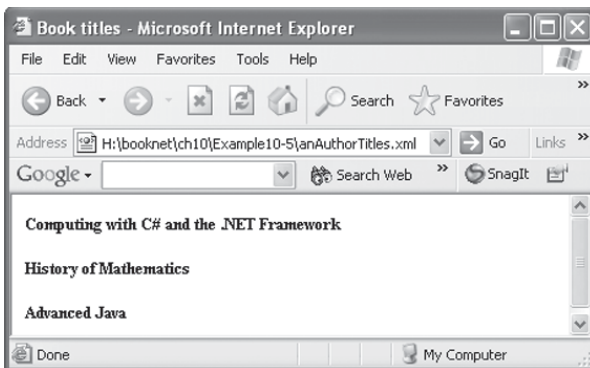 Book titles - Microsoft Internet Explorer
File Edit View Favorites Tools Help
Back Search Favorites »
Address H:\booknet\ch10\Example10-5\anAuthorTitles.xml Go Links »
Google Search Web » SnagIt
Computing with C# and the .NET Framework
History of Mathematics
Advanced Java
Done My Computer